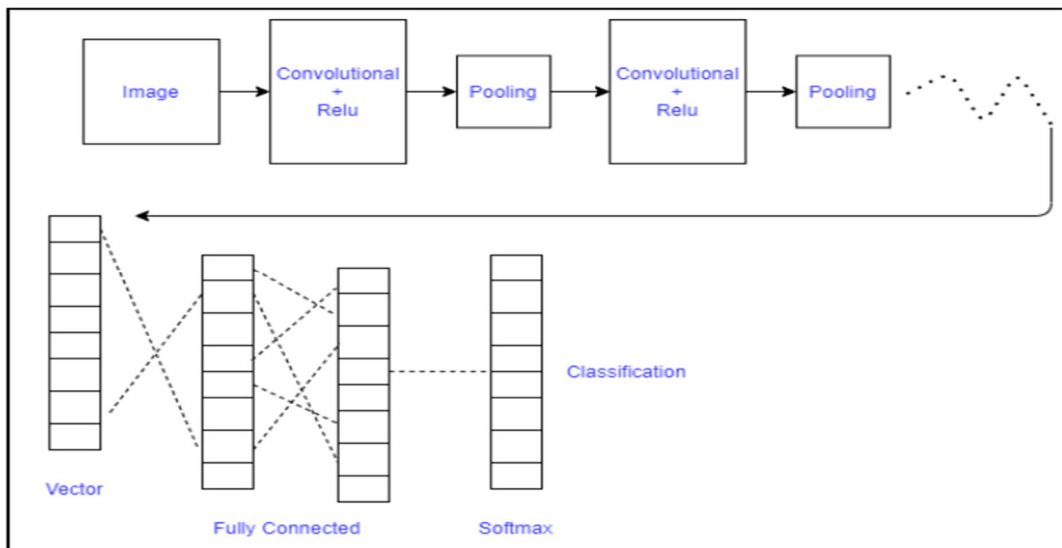 Image
Convolutional
+
Relu
Pooling
Convolutional
+
Relu
Pooling
Classification
Vector
Fully Connected
Softmax